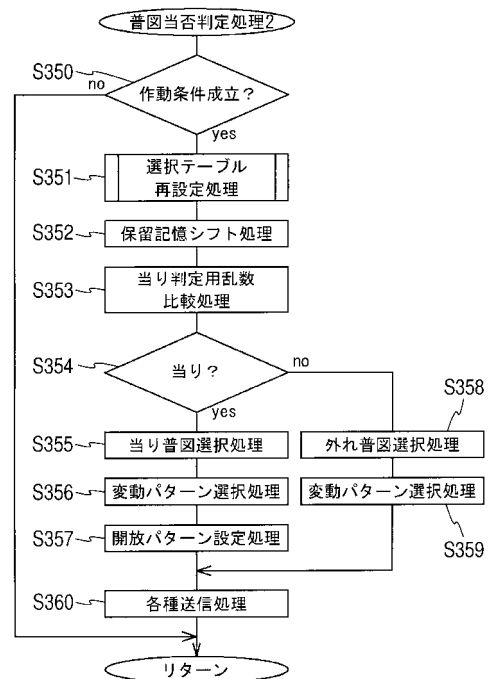 普図当否判定処理2
S350
no
作動条件成立?
yes
S351
選択テーブル
再設定処理
S352
保留記憶シフト処理
S353
当り判定用乱数
比較処理
S354
当り?
no
yes
S358
S355
当り普図選択処理
外れ普図選択処理
S356
変動パターン選択処理
変動パターン選択処理
S357
開放パターン設定処理
S359
S360
各種送信処理
リターン